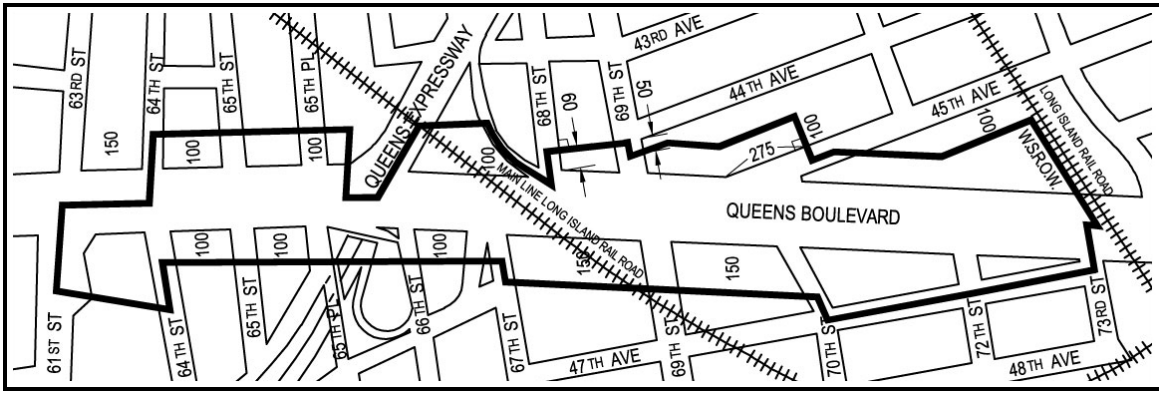 43RD AVE
63RD ST
64TH ST
65TH ST
65TH PL
QUEENS EXPRESSWAY
68TH ST
69TH ST
50
60
44TH AVE
45TH AVE
LONG ISLAND RAIL ROAD
150
100
100
100
275
100
100
W.S.R.O.W.
MAIN LINE LONG ISLAND RAIL ROAD
QUEENS BOULEVARD
100
100
100
150
150
61ST ST
64TH ST
65TH ST
65TH PL
66TH ST
67TH ST
47TH AVE
69TH ST
70TH ST
72TH ST
73RD ST
48TH AVE